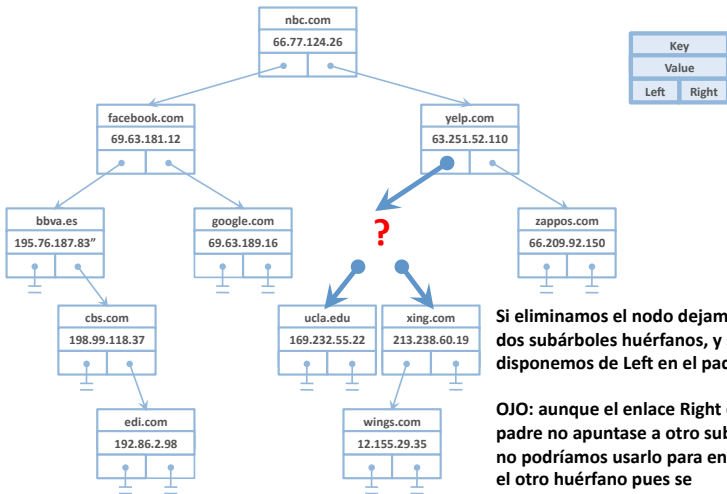 nbc.com
66.77.124.26
Key
Value
Left Right
facebook.com
69.63.181.12
yelp.com
63.251.52.110
bbva.es
195.76.187.83”
google.com
69.63.189.16
?
zappos.com
66.209.92.150
cbs.com
198.99.118.37
ucla.edu
169.232.55.22
xing.com
213.238.60.19
edi.com
192.86.2.98
wings.com
12.155.29.35
Si eliminamos el nodo dejam
dos subárboles huérfanos, y
disponemos de Left en el pad
OJO: aunque el enlace Right
padre no apuntase a otro sub
no podríamos usarlo para en
el otro huérfano pues se